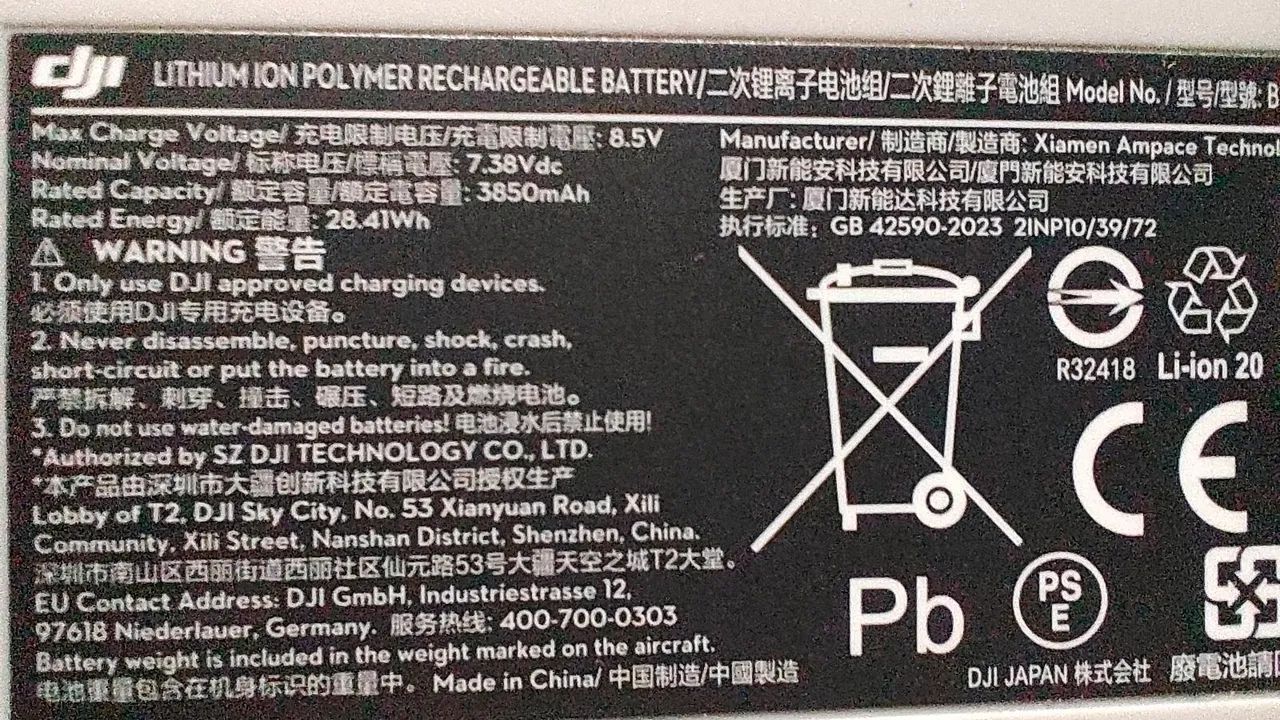 dji
LITHIUM ION POLYMER RECHARGEABLE BATTERY/二次锂离子电池组/二次鋰離子電池組 Model No. / 型号/型號: B
Max Charge Voltage/ 充电限制电压/充電限制電壓: 8.5V
Nominal Voltage/ 标称电压/標稱電壓: 7.38Vdc
Rated Capacity/ 额定容量/額定電容量: 3850mAh
Rated Energy/ 额定能量: 28.41Wh
WARNING 警告
1. Only use DJI approved charging devices.
必须使用DJI专用充电设备。
2. Never disassemble, puncture, shock, crash,
short-circuit or put the battery into a fire.
严禁拆解、刺穿、撞击、碾压、短路及燃烧电池。
3. Do not use water-damaged batteries! 电池浸水后禁止使用!
*Authorized by SZ DJI TECHNOLOGY CO., LTD.
*本产品由深圳市大疆创新科技有限公司授权生产
Lobby of T2, DJI Sky City, No. 53 Xianyuan Road, Xili
Community, Xili Street, Nanshan District, Shenzhen, China.
深圳市南山区西丽街道西丽社区仙元路53号大疆天空之城T2大堂。
EU Contact Address: DJI GmbH, Industriestrasse 12,
97618 Niederlauer, Germany. 服务热线: 400-700-0303
Battery weight is included in the weight marked on the aircraft.
电池重量包含在机身标识的重量中。 Made in China/ 中国制造/中國製造
Manufacturer/ 制造商/製造商: Xiamen Ampace Technol
厦门新能安科技有限公司/廈門新能安科技有限公司
生产厂: 厦门新能达科技有限公司
执行标准: GB 42590-2023 2INP10/39/72
R32418
Li-ion 20
CE
Pb
PS
E
DJI JAPAN 株式会社
廢電池請回